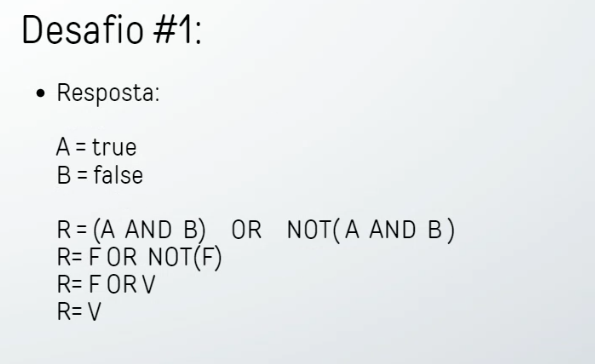 Desafio #1:
• Resposta:
A = true
B = false
R = (A AND B) OR NOT( A AND B )
R= F OR NOT(F)
R= F OR V
R= V